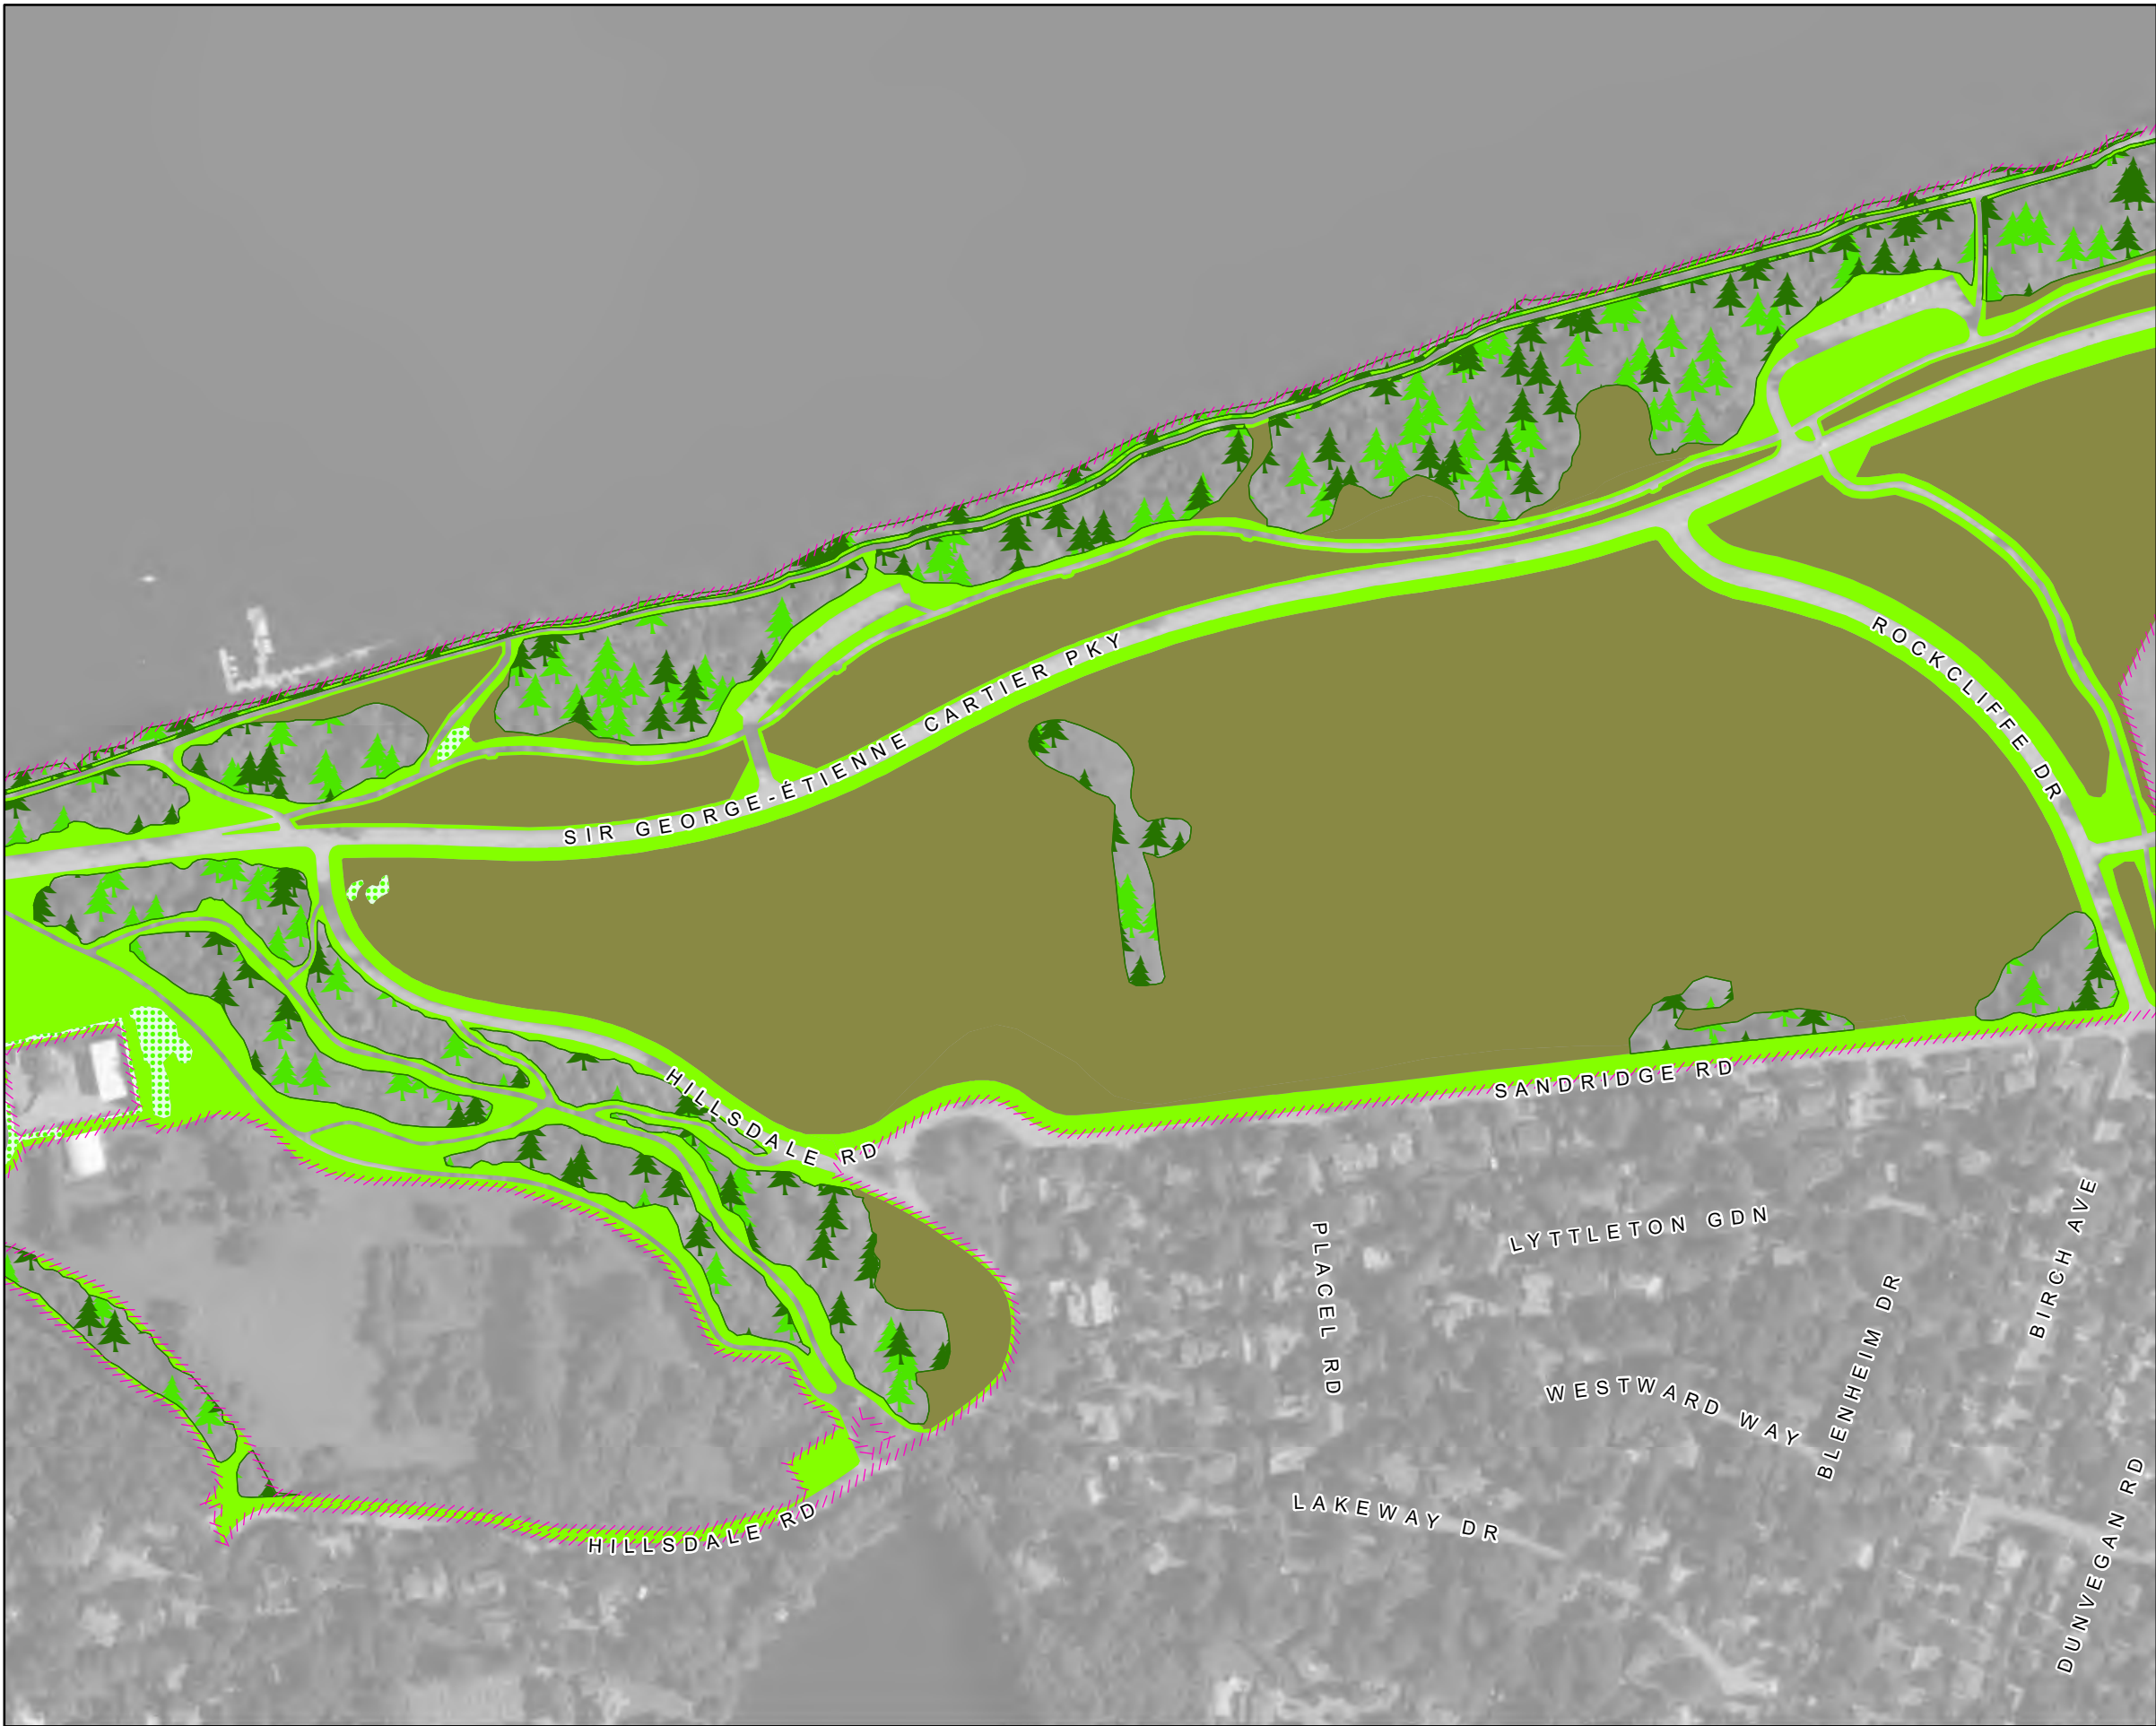 SIR GEORGE-ÉTIENNE CARTIER PKY
ROCKCLIFFE DR
HILLSDALE RD
SANDRIDGE RD
PLACEL RD
LYTTLETON GDN
BIRCH AVE
BLENHEIM DR
WESTWARD WAY
LAKEWAY DR
DUNVEGAN RD
HILLSDALE RD